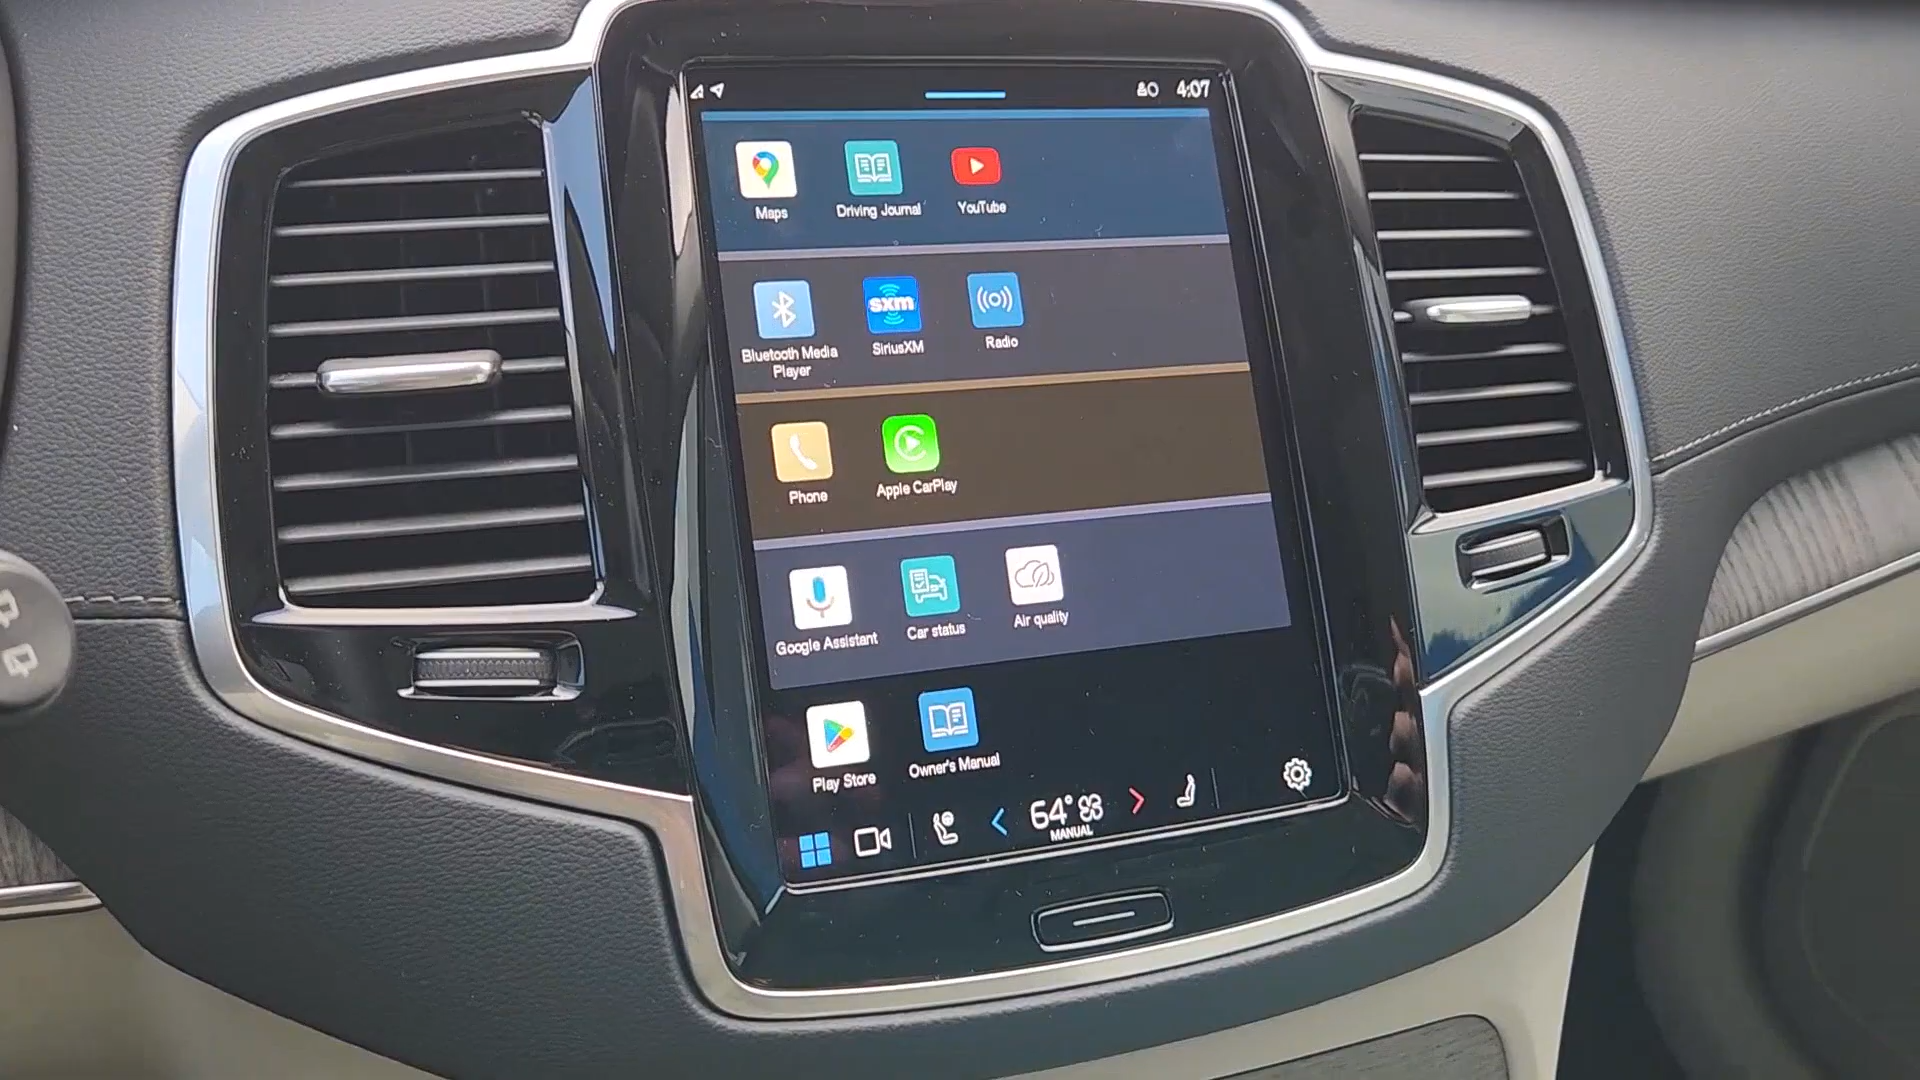 4:07
Maps
Driving Journal
YouTube
sxm
Bluetooth Media
Player
SiriusXM
Radio
Phone
Apple CarPlay
Google Assistant
Car status
Air quality
Play Store
Owner's Manual
64°
MANUAL